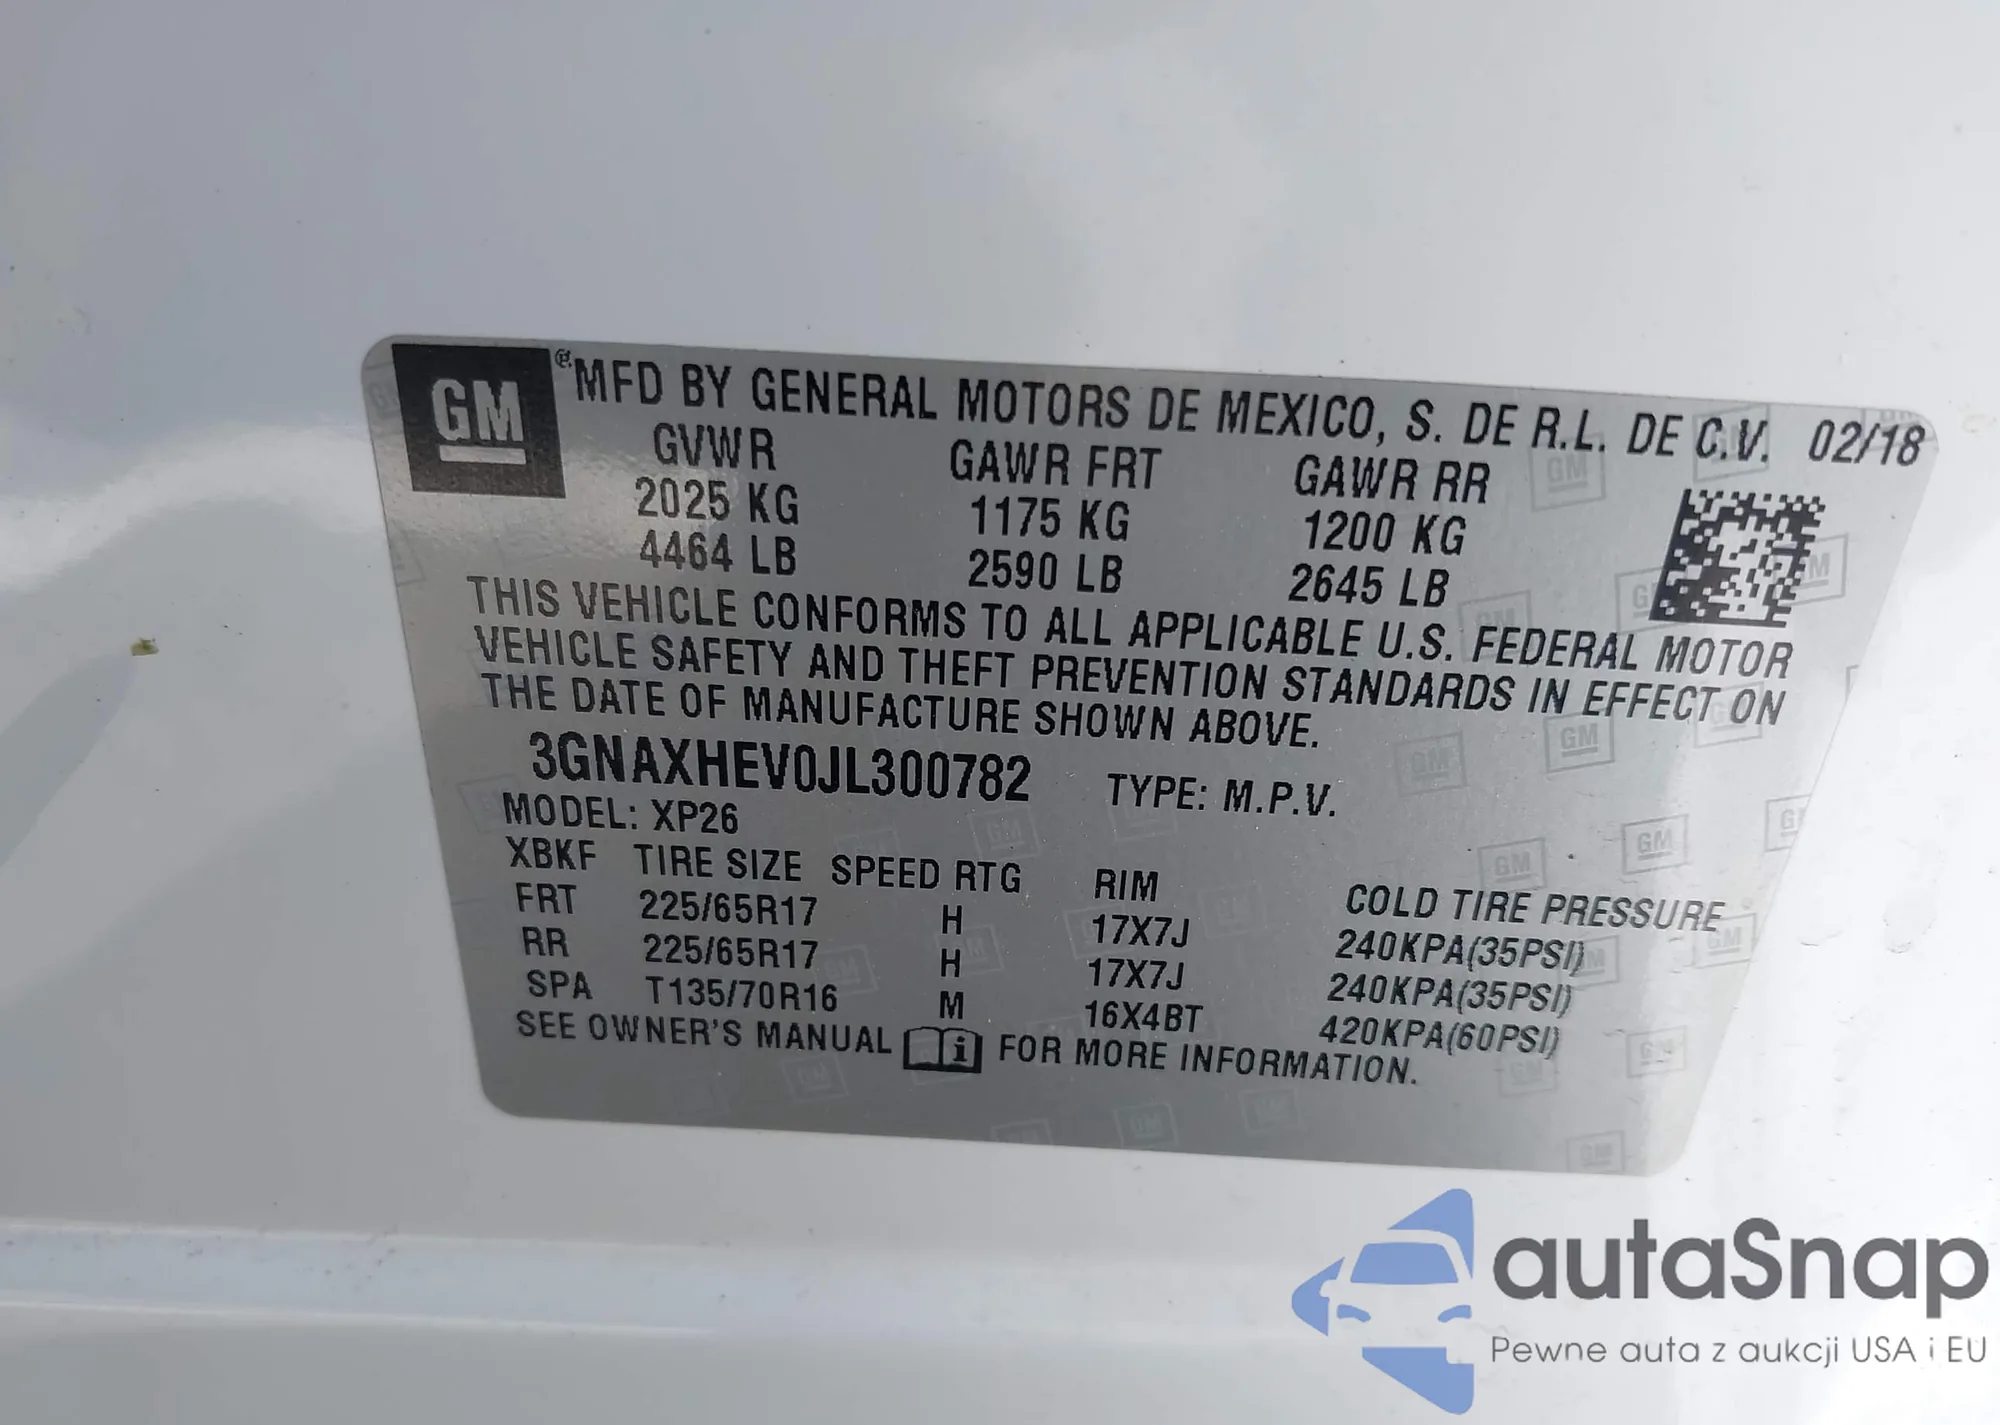 GM ® MFD BY GENERAL MOTORS DE MEXICO, S. DE R.L. DE C.V. 02/18
GVWR GAWR FRT GAWR RR
2025 KG 1175 KG 1200 KG
4464 LB 2590 LB 2645 LB
THIS VEHICLE CONFORMS TO ALL APPLICABLE U.S. FEDERAL MOTOR
VEHICLE SAFETY AND THEFT PREVENTION STANDARDS IN EFFECT ON
THE DATE OF MANUFACTURE SHOWN ABOVE.
3GNAXHEV0JL300782 TYPE: M.P.V.
MODEL: XP26
XBKF TIRE SIZE SPEED RTG RIM COLD TIRE PRESSURE
FRT 225/65R17 H 17X7J 240KPA(35PSI)
RR 225/65R17 H 17X7J 240KPA(35PSI)
SPA T135/70R16 M 16X4BT 420KPA(60PSI)
SEE OWNER'S MANUAL i FOR MORE INFORMATION.
autaSnap
Pewne auta z aukcji USA i EU